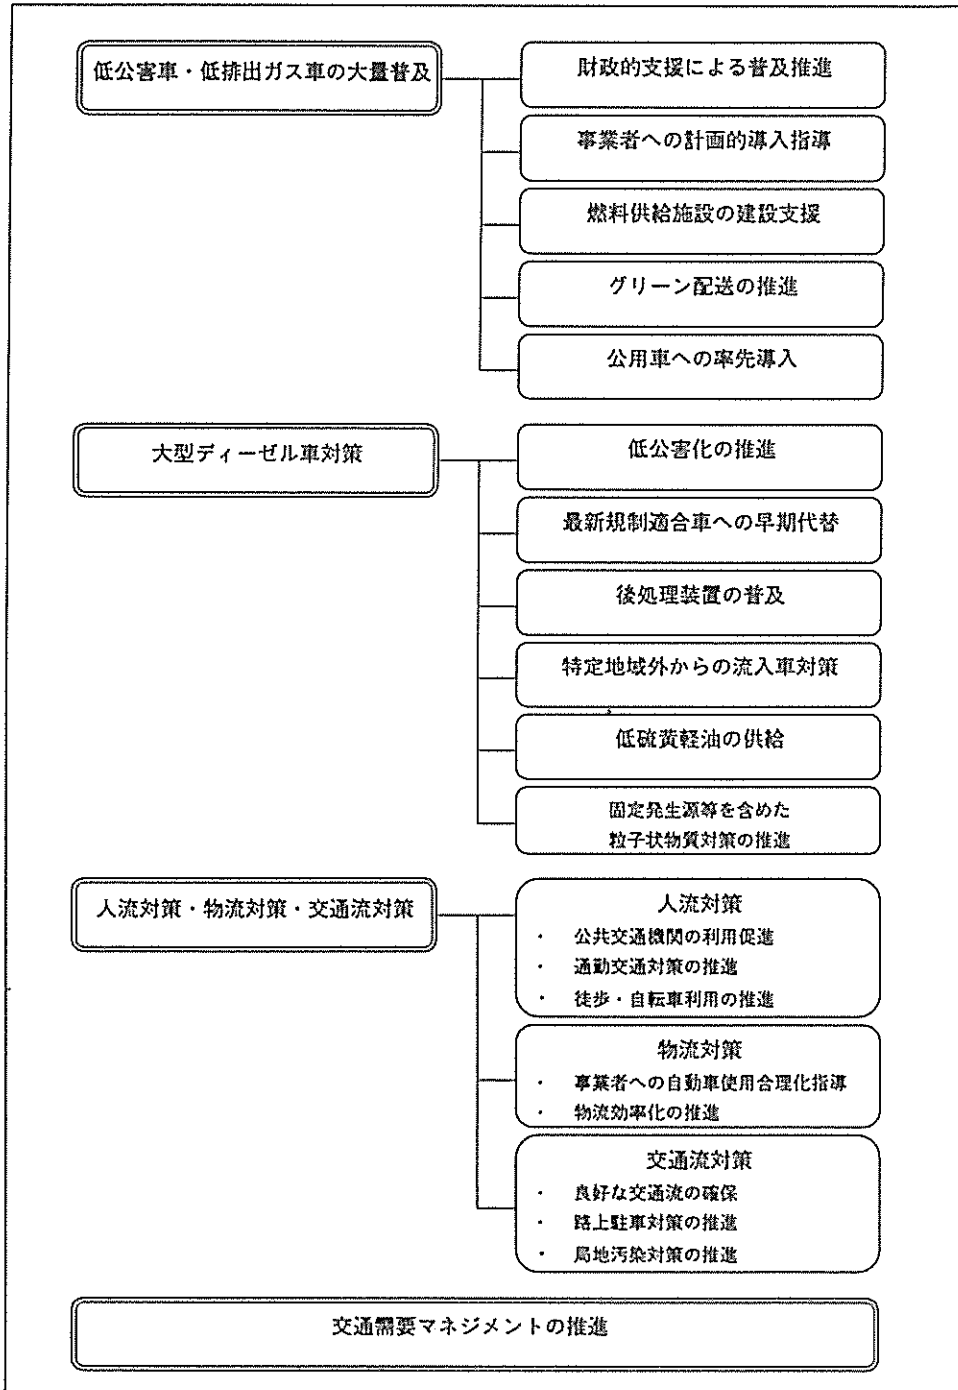 低公害車・低排出ガス車の大量普及
財政的支援による普及推進
事業者への計画的導入指導
燃料供給施設の建設支援
グリーン配送の推進
公用車への率先導入
大型ディーゼル車対策
低公害化の推進
最新規制適合車への早期代替
後処理装置の普及
特定地域外からの流入車対策
低硫黄軽油の供給
固定発生源等を含めた
粒子状物質対策の推進
人流対策・物流対策・交通流対策
人流対策
・ 公共交通機関の利用促進
・ 通勤交通対策の推進
・ 徒歩・自転車利用の推進
物流対策
・ 事業者への自動車使用合理化指導
・ 物流効率化の推進
交通流対策
・ 良好な交通流の確保
・ 路上駐車対策の推進
・ 局地汚染対策の推進
交通需要マネジメントの推進